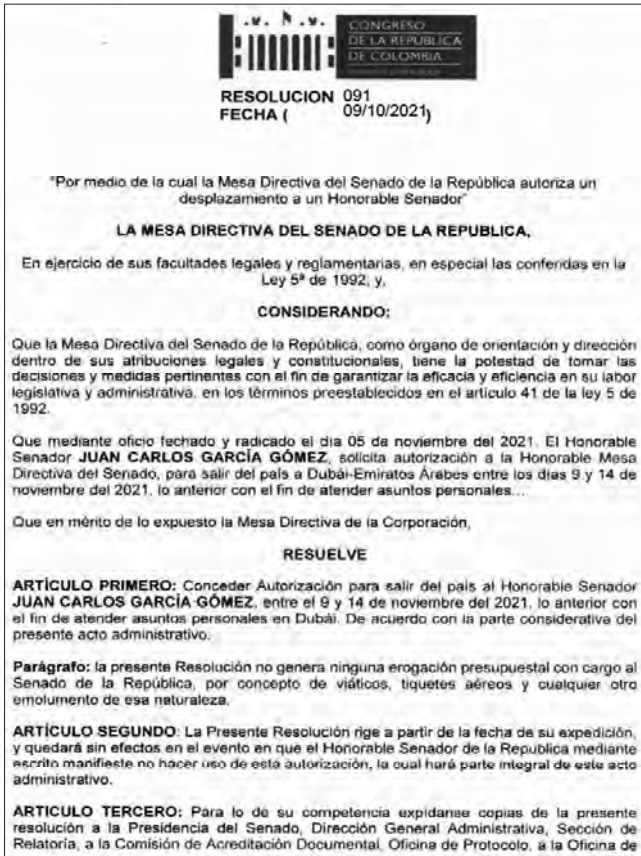 CONGRESO
DE LA REPUBLICA
DE COLOMBIA
RESOLUCION 091
FECHA ( 09/10/2021)
"Por medio de la cual la Mesa Directiva del Senado de la República autoriza un
desplazamiento a un Honorable Senador"
LA MESA DIRECTIVA DEL SENADO DE LA REPUBLICA,
En ejercicio de sus facultades legales y reglamentarias, en especial las conferidas en la
Ley 5ª de 1992, y,
CONSIDERANDO:
Que la Mesa Directiva del Senado de la República, como órgano de orientación y dirección
dentro de sus atribuciones legales y constitucionales, tiene la potestad de tomar las
decisiones y medidas pertinentes con el fin de garantizar la eficacia y eficiencia en su labor
legislativa y administrativa, en los términos preestablecidos en el artículo 41 de la ley 5 de
1992.
Que mediante oficio fechado y radicado el día 05 de noviembre del 2021. El Honorable
Senador JUAN CARLOS GARCÍA GÓMEZ, solicita autorización a la Honorable Mesa
Directiva del Senado, para salir del país a Dubái-Emiratos Árabes entre los días 9 y 14 de
noviembre del 2021, lo anterior con el fin de atender asuntos personales...
Que en mérito de lo expuesto la Mesa Directiva de la Corporación,
RESUELVE
ARTÍCULO PRIMERO: Conceder Autorización para salir del país al Honorable Senador
JUAN CARLOS GARCÍA GÓMEZ, entre el 9 y 14 de noviembre del 2021, lo anterior con
el fin de atender asuntos personales en Dubái. De acuerdo con la parte considerativa del
presente acto administrativo.
Parágrafo: la presente Resolución no genera ninguna erogación presupuestal con cargo al
Senado de la República, por concepto de viáticos, tiquetes aéreos y cualquier otro
emolumento de esa naturaleza.
ARTÍCULO SEGUNDO: La Presente Resolución rige a partir de la fecha de su expedición,
y quedará sin efectos en el evento en que el Honorable Senador de la Republica mediante
escrito manifieste no hacer uso de esta autorización, la cual hará parte integral de este acto
administrativo.
ARTICULO TERCERO: Para lo de su competencia expídanse copias de la presente
resolución a la Presidencia del Senado, Dirección General Administrativa, Sección de
Relatoría, a la Comisión de Acreditación Documental, Oficina de Protocolo, a la Oficina de